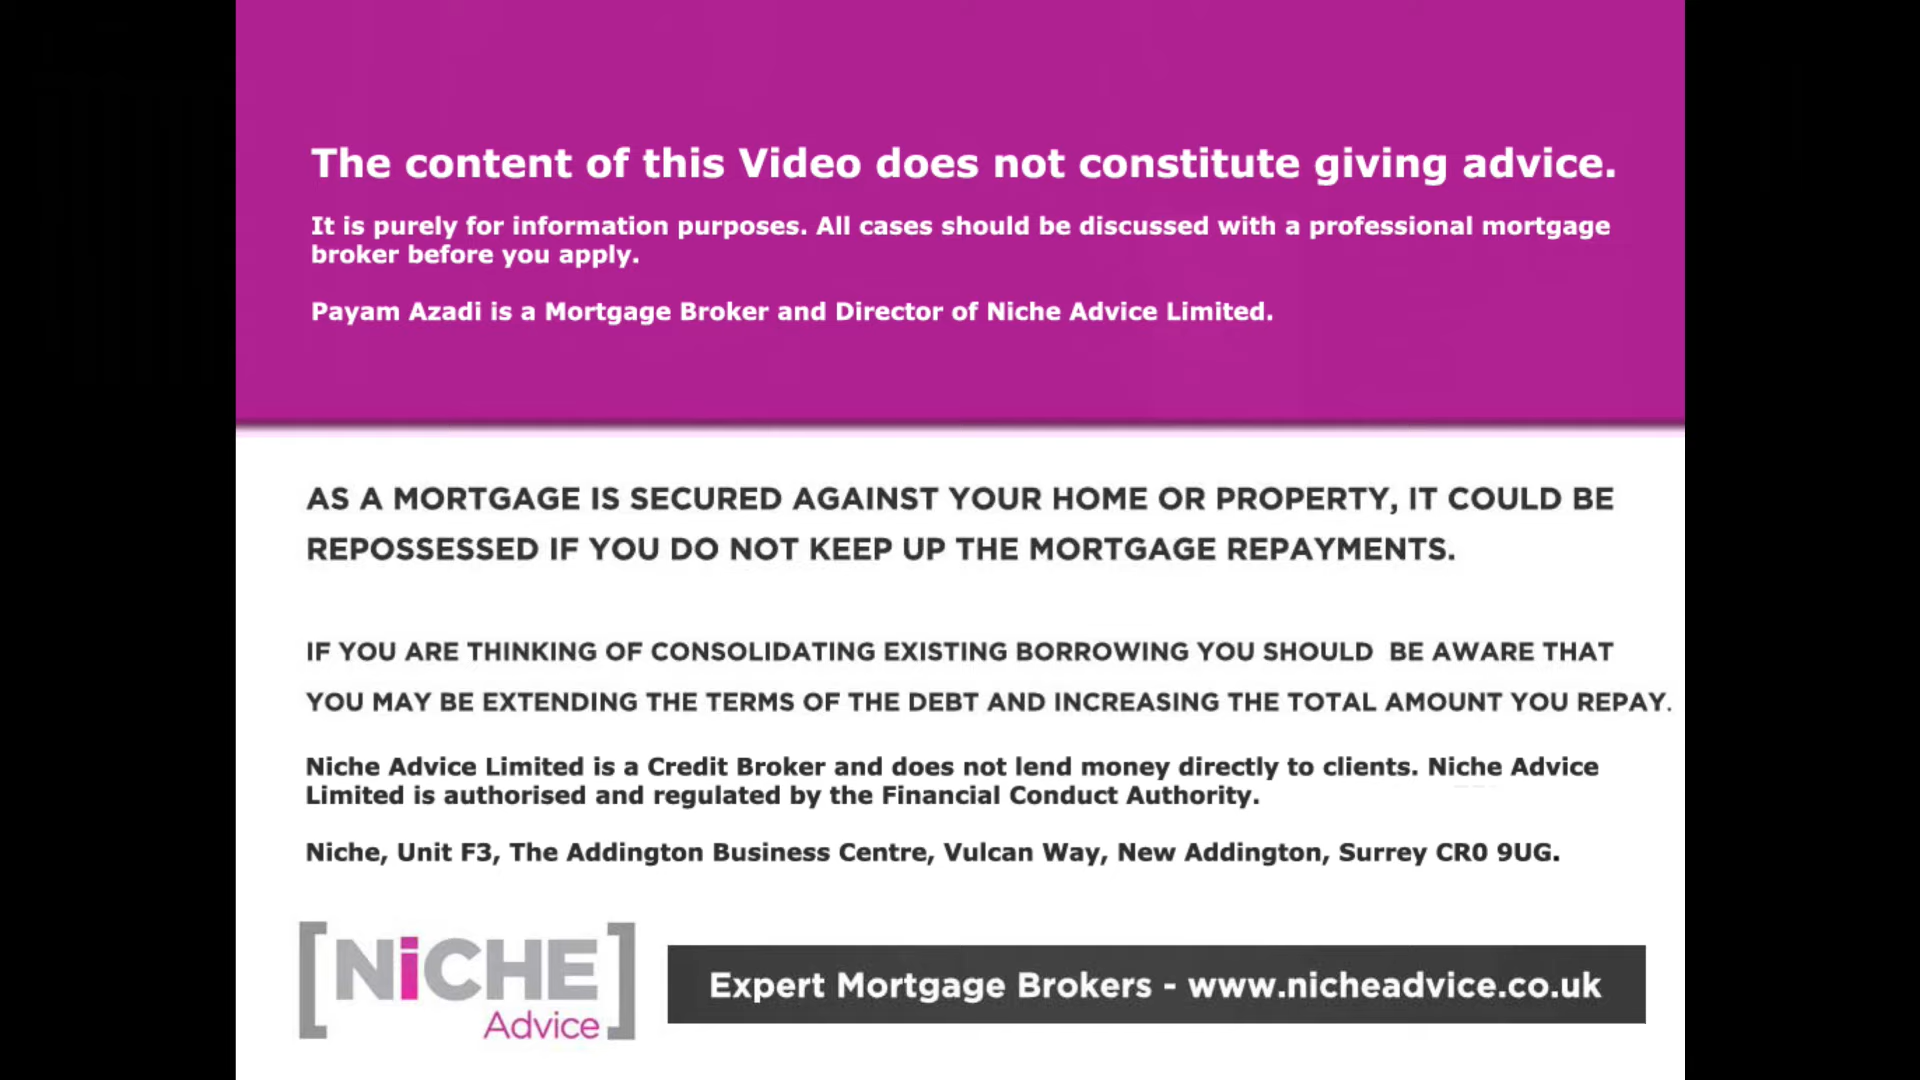 The content of this Video does not constitute giving advice.
It is purely for information purposes. All cases should be discussed with a professional mortgage
broker before you apply.
Payam Azadi is a Mortgage Broker and Director of Niche Advice Limited.
AS A MORTGAGE IS SECURED AGAINST YOUR HOME OR PROPERTY, IT COULD BE
REPOSSESSED IF YOU DO NOT KEEP UP THE MORTGAGE REPAYMENTS.
IF YOU ARE THINKING OF CONSOLIDATING EXISTING BORROWING YOU SHOULD BE AWARE THAT
YOU MAY BE EXTENDING THE TERMS OF THE DEBT AND INCREASING THE TOTAL AMOUNT YOU REPAY.
Niche Advice Limited is a Credit Broker and does not lend money directly to clients. Niche Advice
Limited is authorised and regulated by the Financial Conduct Authority.
Niche, Unit F3, The Addington Business Centre, Vulcan Way, New Addington, Surrey CR0 9UG.
[NiCHE]
Advice
Expert Mortgage Brokers - www.nicheadvice.co.uk